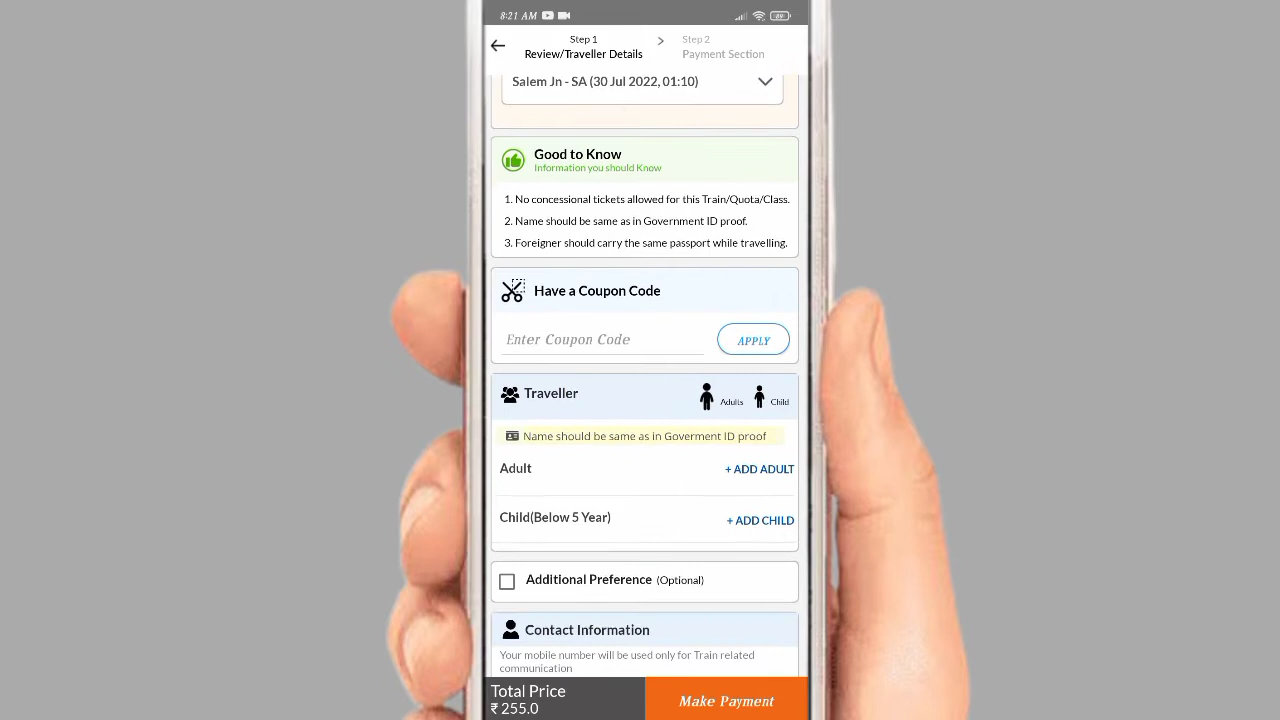 8:21 AM
89
Step 1
Review/Traveller Details
Step 2
Payment Section
Salem Jn - SA (30 Jul 2022, 01:10)
Good to Know
Information you should Know
1. No concessional tickets allowed for this Train/Quota/Class.
2. Name should be same as in Government ID proof.
3. Foreigner should carry the same passport while travelling.
Have a Coupon Code
Enter Coupon Code
APPLY
Traveller
Adults
Child
Name should be same as in Goverment ID proof
Adult
+ ADD ADULT
Child(Below 5 Year)
+ ADD CHILD
Additional Preference (Optional)
Contact Information
Your mobile number will be used only for Train related
communication
Total Price
₹ 255.0
Make Payment